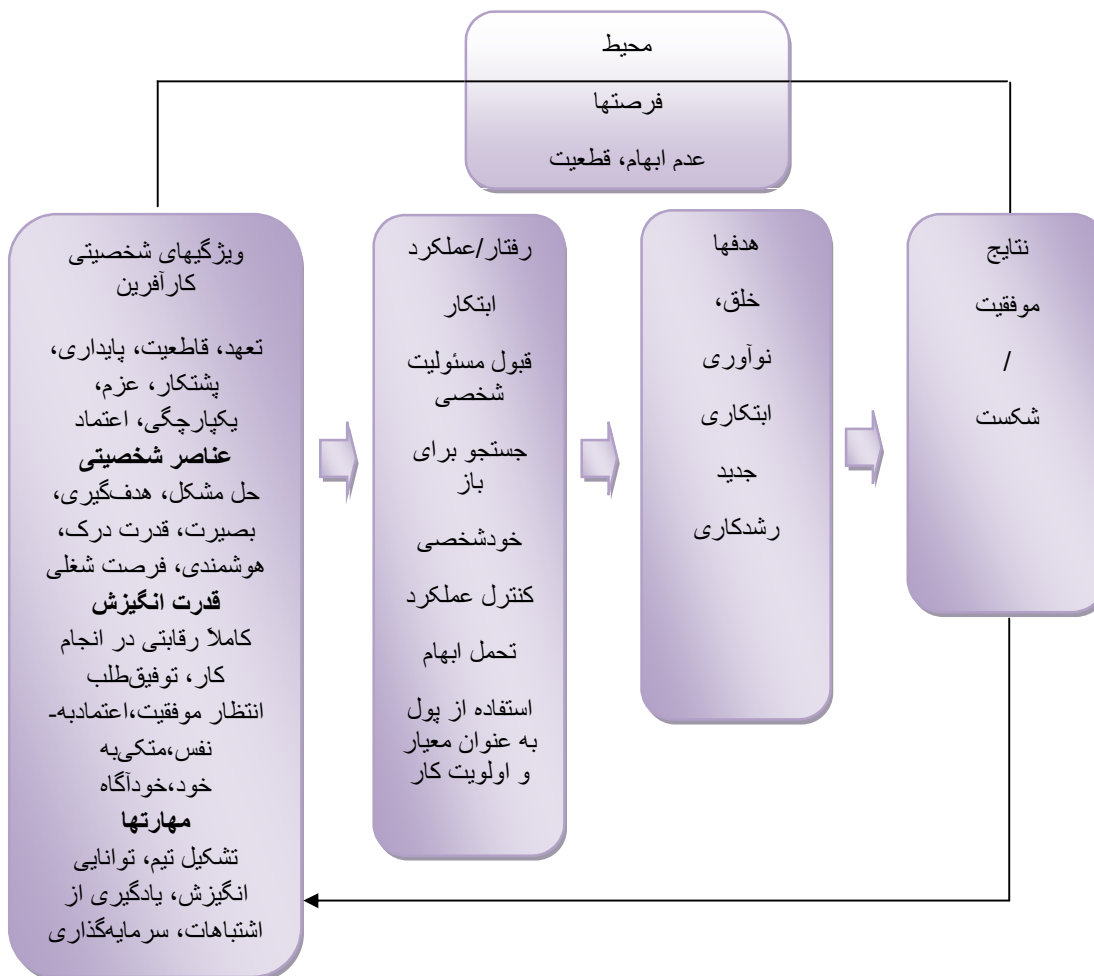 محیط
فرصتها
عدم ابهام، قطعیت
ویژگیهای شخصیتی
کارآفرین
تعهد، قاطعیت، پایداری،
پشتکار، عزم،
یکپارچگی، اعتماد
عناصر شخصیتی
حل مشکل، هدف‌گیری،
بصیرت، قدرت درک،
هوشمندی، فرصت شغلی
قدرت انگیزش
کاملاً رقابتی در انجام
کار، توفیق‌طلب
انتظار موفقیت،اعتمادبه-
نفس،متکی‌به
خود،خودآگاه
مهارتها
تشکیل تیم، توانایی
انگیزش، یادگیری از
اشتباهات، سرمایه‌گذاری
رفتار/عملکرد
ابتکار
قبول مسئولیت
شخصی
جستجو برای
باز
خودشخصی
کنترل عملکرد
تحمل ابهام
استفاده از پول
به عنوان معیار
و اولویت کار
هدفها
خلق،
نوآوری
ابتکاری
جدید
رشدکاری
نتایج
موفقیت
/
شکست